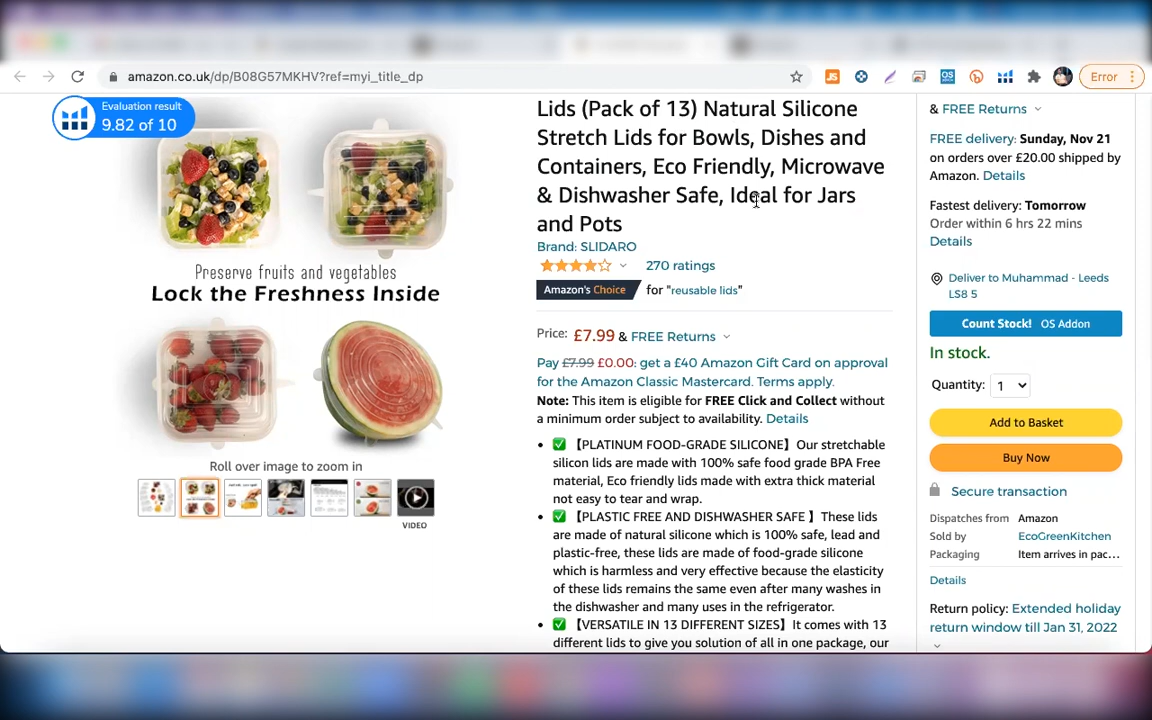 amazon.co.uk/dp/B08G57MKHV?ref=myi_title_dp
JS
OS
Error
Evaluation result
9.82 of 10
Preserve fruits and vegetables
Lock the Freshness Inside
Roll over image to zoom in
VIDEO
Lids (Pack of 13) Natural Silicone
Stretch Lids for Bowls, Dishes and
Containers, Eco Friendly, Microwave
& Dishwasher Safe, Ideal for Jars
and Pots
Brand: SLIDARO
270 ratings
Amazon's Choice for "reusable lids"
Price: £7.99 & FREE Returns
Pay £7.99 £0.00: get a £40 Amazon Gift Card on approval
for the Amazon Classic Mastercard. Terms apply.
Note: This item is eligible for FREE Click and Collect without
a minimum order subject to availability. Details
• ✅【PLATINUM FOOD-GRADE SILICONE】Our stretchable
silicon lids are made with 100% safe food grade BPA Free
material, Eco friendly lids made with extra thick material
not easy to tear and wrap.
• ✅【PLASTIC FREE AND DISHWASHER SAFE 】These lids
are made of natural silicone which is 100% safe, lead and
plastic-free, these lids are made of food-grade silicone
which is harmless and very effective because the elasticity
of these lids remains the same even after many washes in
the dishwasher and many uses in the refrigerator.
• ✅【VERSATILE IN 13 DIFFERENT SIZES】It comes with 13
different lids to give you solution of all in one package, our
& FREE Returns
FREE delivery: Sunday, Nov 21
on orders over £20.00 shipped by
Amazon. Details
Fastest delivery: Tomorrow
Order within 6 hrs 22 mins
Details
Deliver to Muhammad - Leeds
LS8 5
Count Stock! OS Addon
In stock.
Quantity: 1
Add to Basket
Buy Now
Secure transaction
Dispatches from Amazon
Sold by EcoGreenKitchen
Packaging Item arrives in pac...
Details
Return policy: Extended holiday
return window till Jan 31, 2022